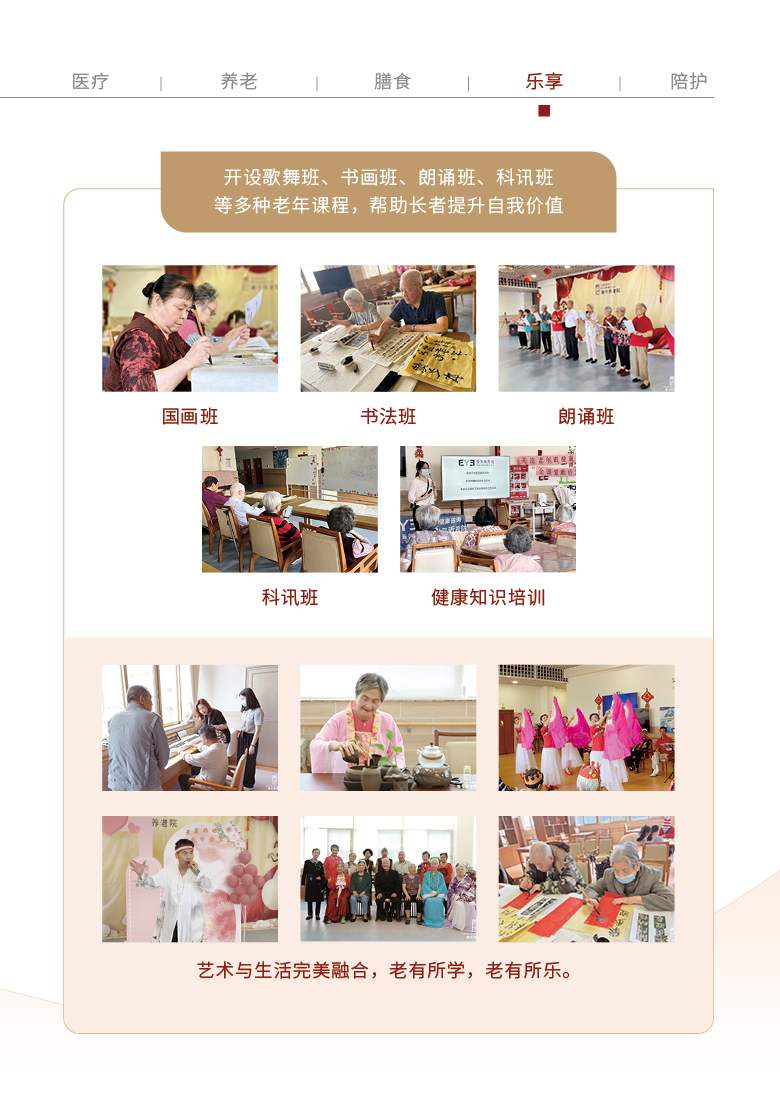 医疗 | 养老 | 膳食 | 乐享 | 陪护
开设歌舞班、书画班、朗诵班、科讯班
等多种老年课程，帮助长者提升自我价值
国画班 书法班 朗诵班
EYE
科讯班 健康知识培训
养老院
艺术与生活完美融合，老有所学，老有所乐。